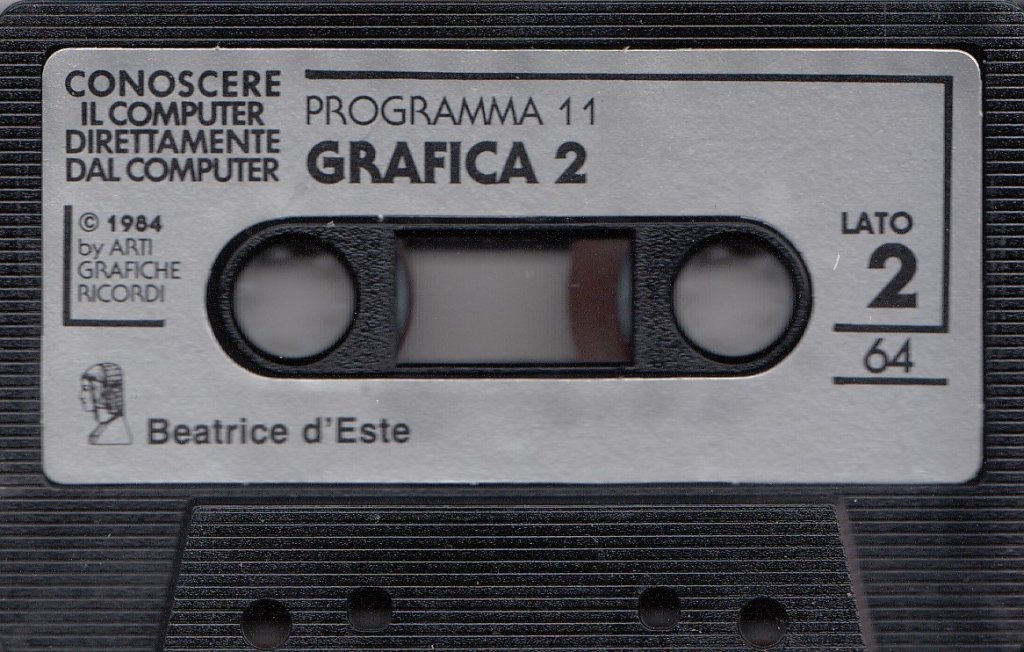 CONOSCERE
IL COMPUTER
DIRETTAMENTE
DAL COMPUTER
PROGRAMMA 11
GRAFICA 2
© 1984
by ARTI
GRAFICHE
RICORDI
LATO
2
64
Beatrice d'Este